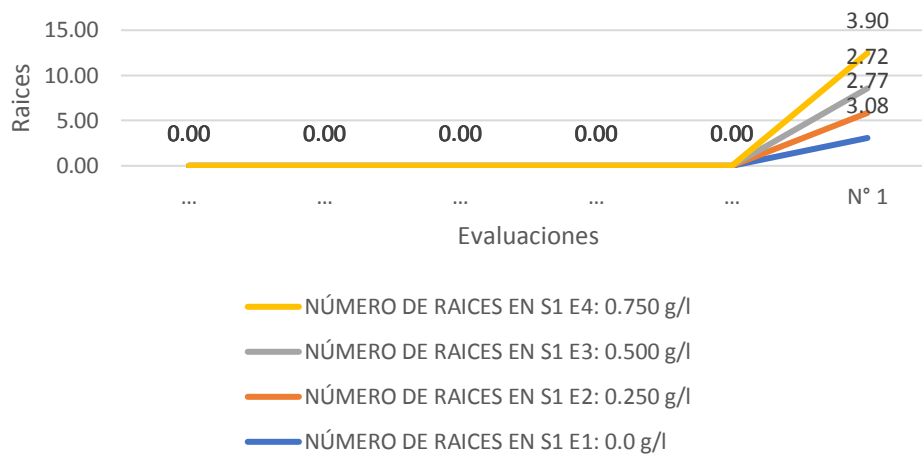 15.00
10.00
5.00
0.00
Raices
3.90
2.72
2.77
3.08
0.00
0.00
0.00
0.00
0.00
...
...
...
...
...
N° 1
Evaluaciones
NÚMERO DE RAICES EN S1 E4: 0.750 g/l
NÚMERO DE RAICES EN S1 E3: 0.500 g/l
NÚMERO DE RAICES EN S1 E2: 0.250 g/l
NÚMERO DE RAICES EN S1 E1: 0.0 g/l